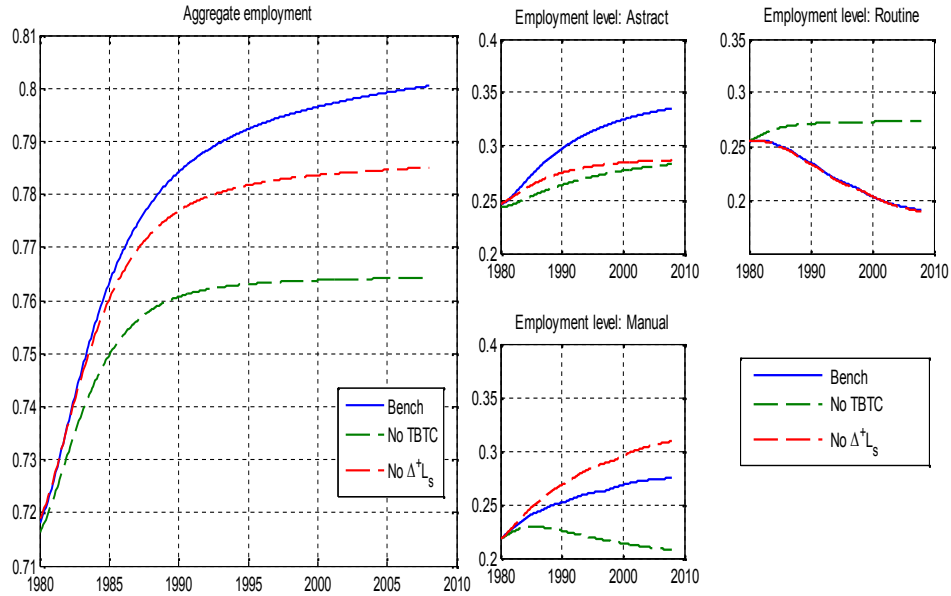 Aggregate employment
0.81
0.8
0.79
0.78
0.77
0.76
0.75
0.74
0.73
0.72
0.71
1980 1985 1990 1995 2000 2005 2010
Bench
No TBTC
No Δ⁺Lₛ
Employment level: Astract
0.4
0.35
0.3
0.25
0.2
1980 1990 2000 2010
Employment level: Routine
0.35
0.3
0.25
0.2
1980 1990 2000 2010
Employment level: Manual
0.4
0.35
0.3
0.25
0.2
1980 1990 2000 2010
Bench
No TBTC
No Δ⁺Lₛ